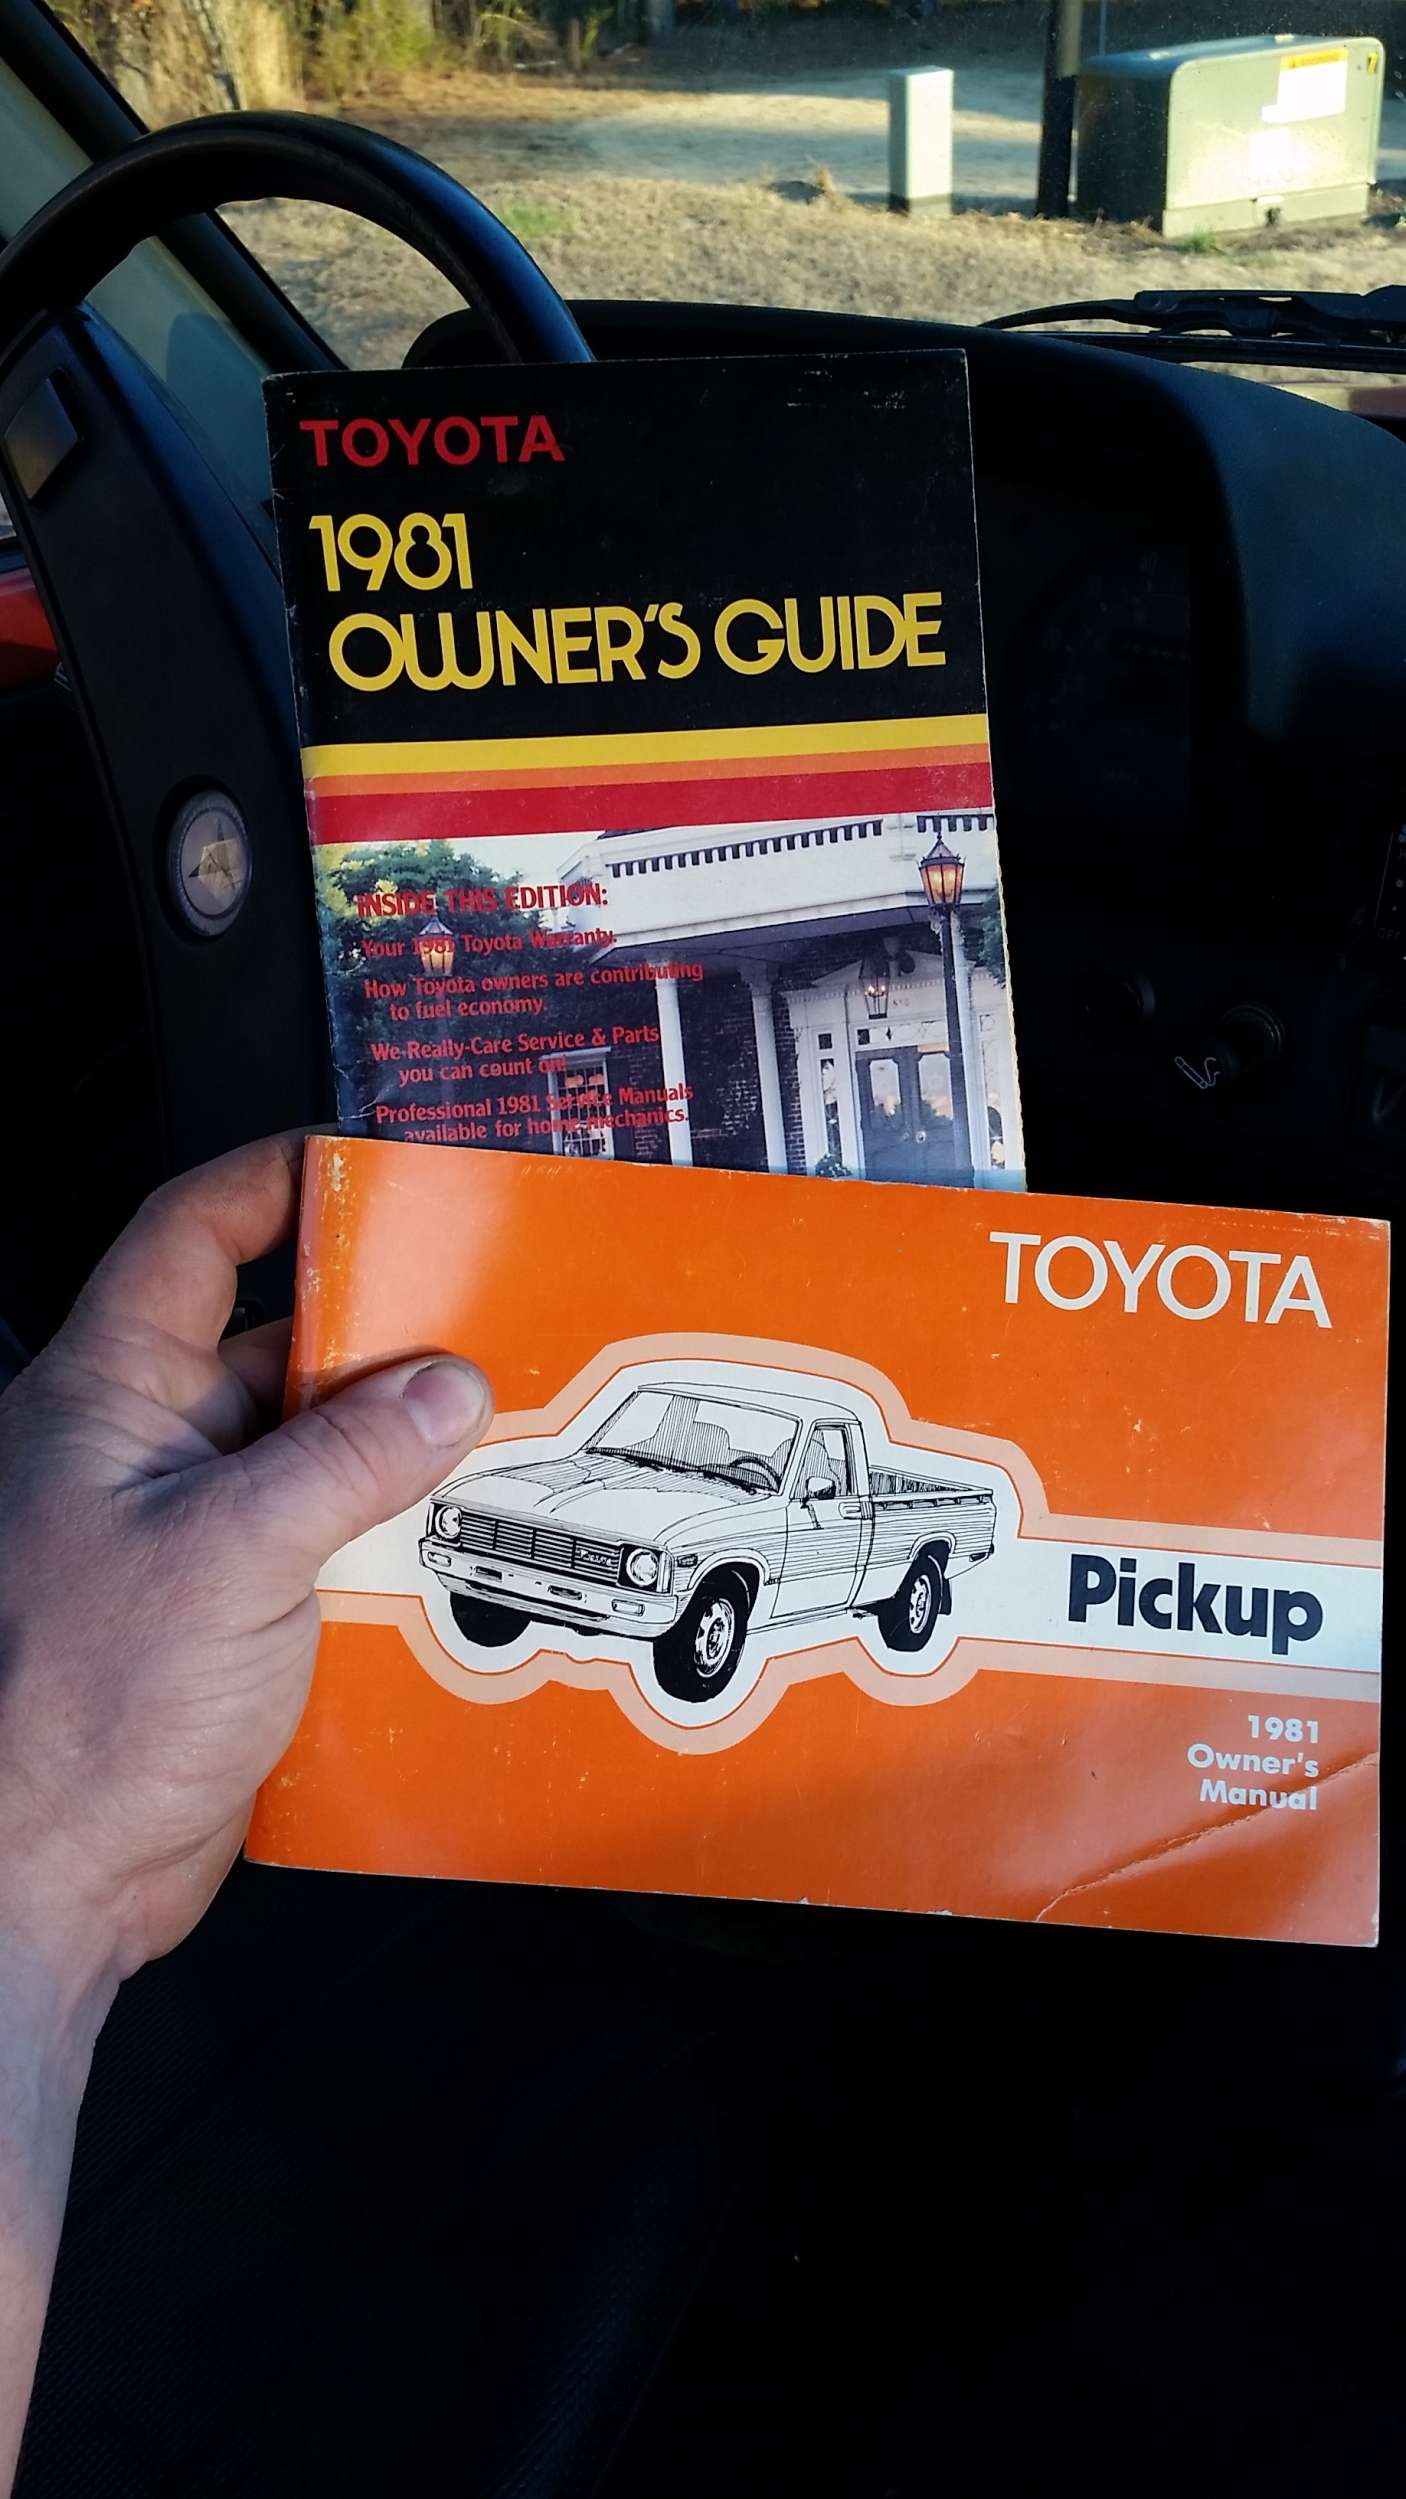 TOYOTA
1981
OWNER'S GUIDE
INSIDE THIS EDITION:
Your 1981 Toyota Warranty.
How Toyota owners are contributing
to fuel economy.
We-Really-Care Service & Parts
you can count on!
Professional 1981 Service Manuals
available for home mechanics.
TOYOTA
Pickup
1981
Owner's
Manual